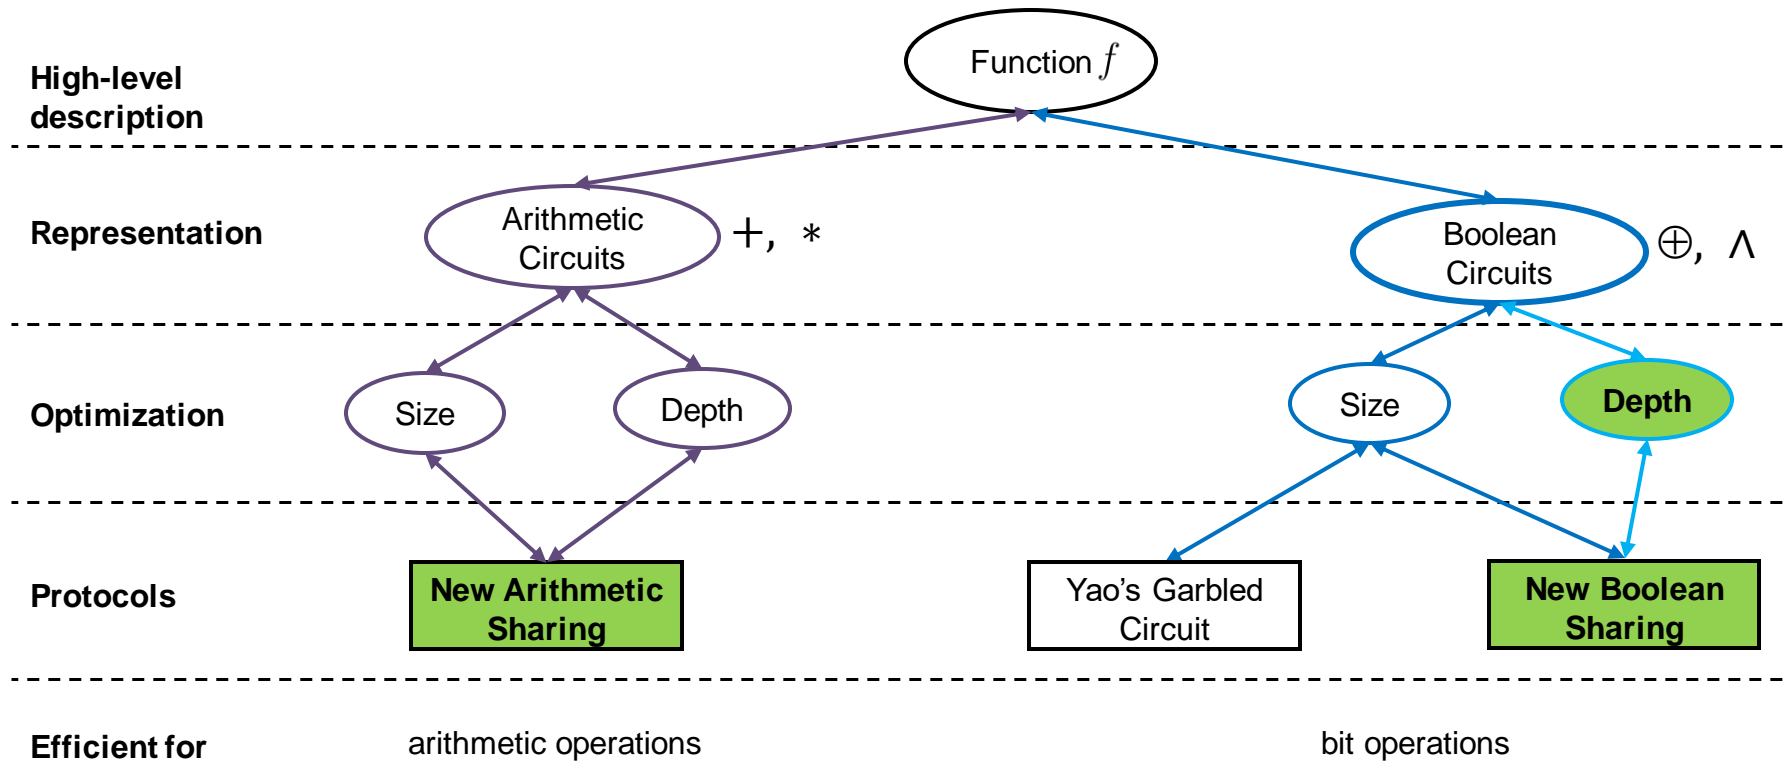 Function f
High-level
description
Representation
Arithmetic
Circuits
+, *
Boolean
Circuits
⊕, ∧
Optimization
Size
Depth
Size
Depth
Protocols
New Arithmetic
Sharing
Yao's Garbled
Circuit
New Boolean
Sharing
Efficient for
arithmetic operations
bit operations